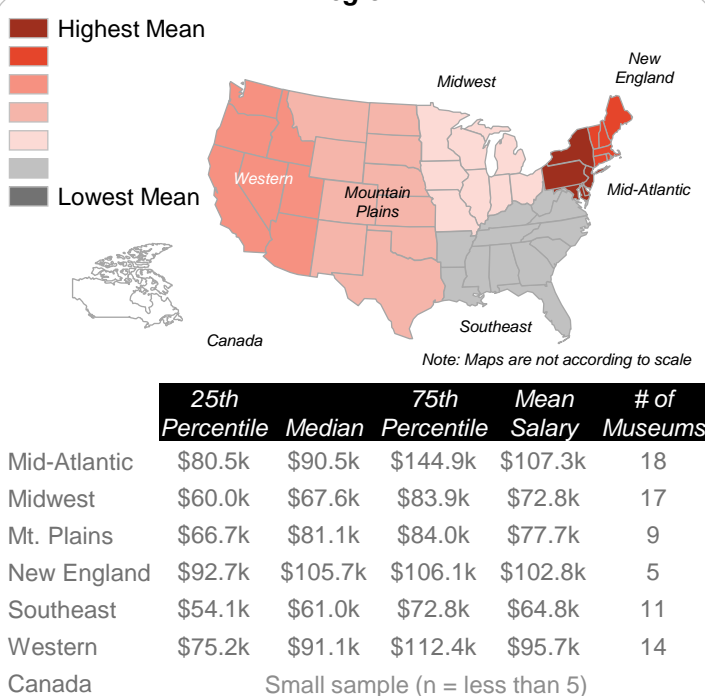 Highest Mean
New
England
Midwest
Western
Mountain
Plains
Mid-Atlantic
Lowest Mean
Southeast
Canada
Note: Maps are not according to scale
25th Percentile Median 75th Percentile Mean Salary # of Museums
Mid-Atlantic $80.5k $90.5k $144.9k $107.3k 18
Midwest $60.0k $67.6k $83.9k $72.8k 17
Mt. Plains $66.7k $81.1k $84.0k $77.7k 9
New England $92.7k $105.7k $106.1k $102.8k 5
Southeast $54.1k $61.0k $72.8k $64.8k 11
Western $75.2k $91.1k $112.4k $95.7k 14
Canada Small sample (n = less than 5)